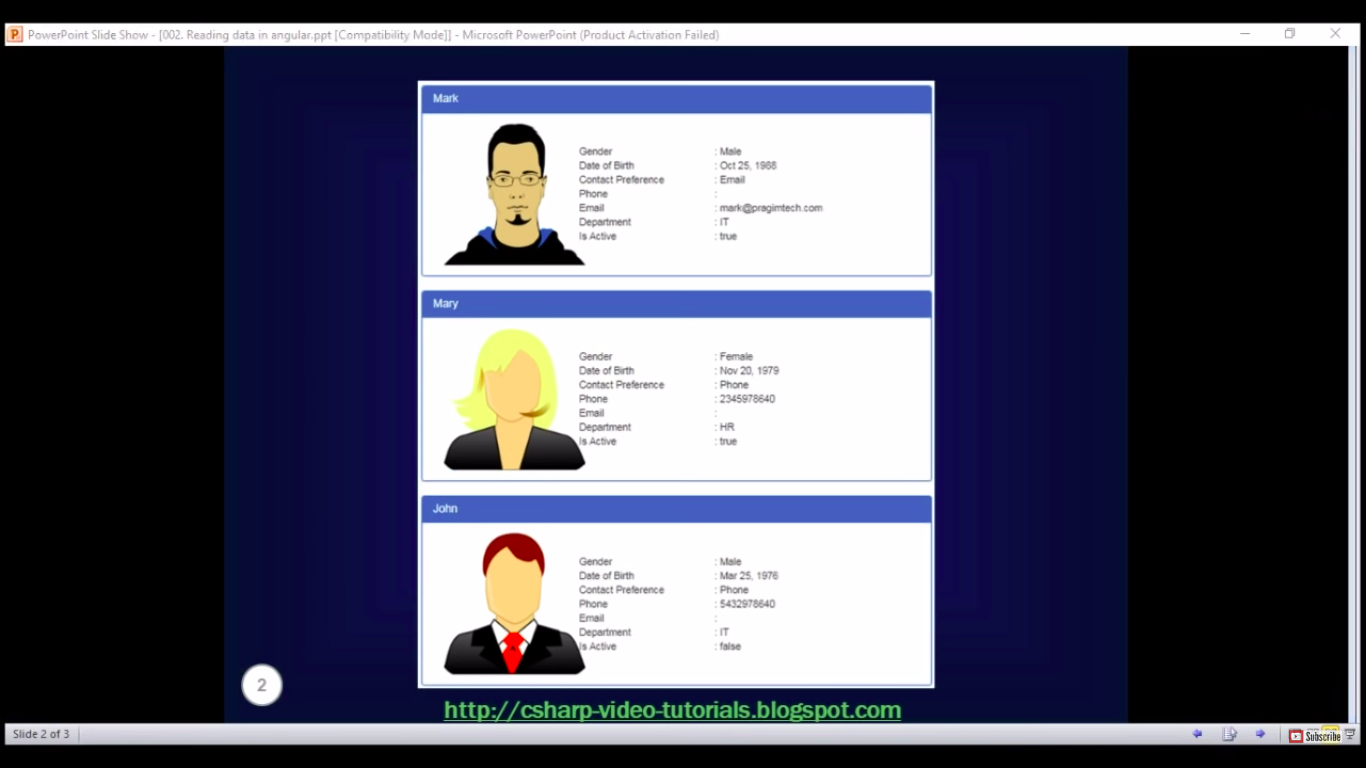 PowerPoint Slide Show - [002. Reading data in angular.ppt [Compatibility Mode]] - Microsoft PowerPoint (Product Activation Failed)
Mark
Gender : Male
Date of Birth : Oct 25, 1988
Contact Preference : Email
Phone :
Email : mark@pragimtech.com
Department : IT
Is Active : true
Mary
Gender : Female
Date of Birth : Nov 20, 1979
Contact Preference : Phone
Phone : 2345978640
Email :
Department : HR
Is Active : true
John
Gender : Male
Date of Birth : Mar 25, 1976
Contact Preference : Phone
Phone : 5432978640
Email :
Department : IT
Is Active : false
2
http://csharp-video-tutorials.blogspot.com
Slide 2 of 3
Subscribe